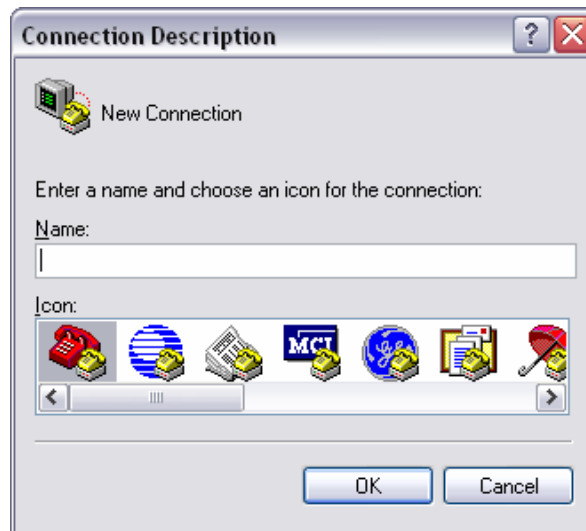 Connection Description
New Connection
Enter a name and choose an icon for the connection:
Name:
Icon:
MCI
OK Cancel